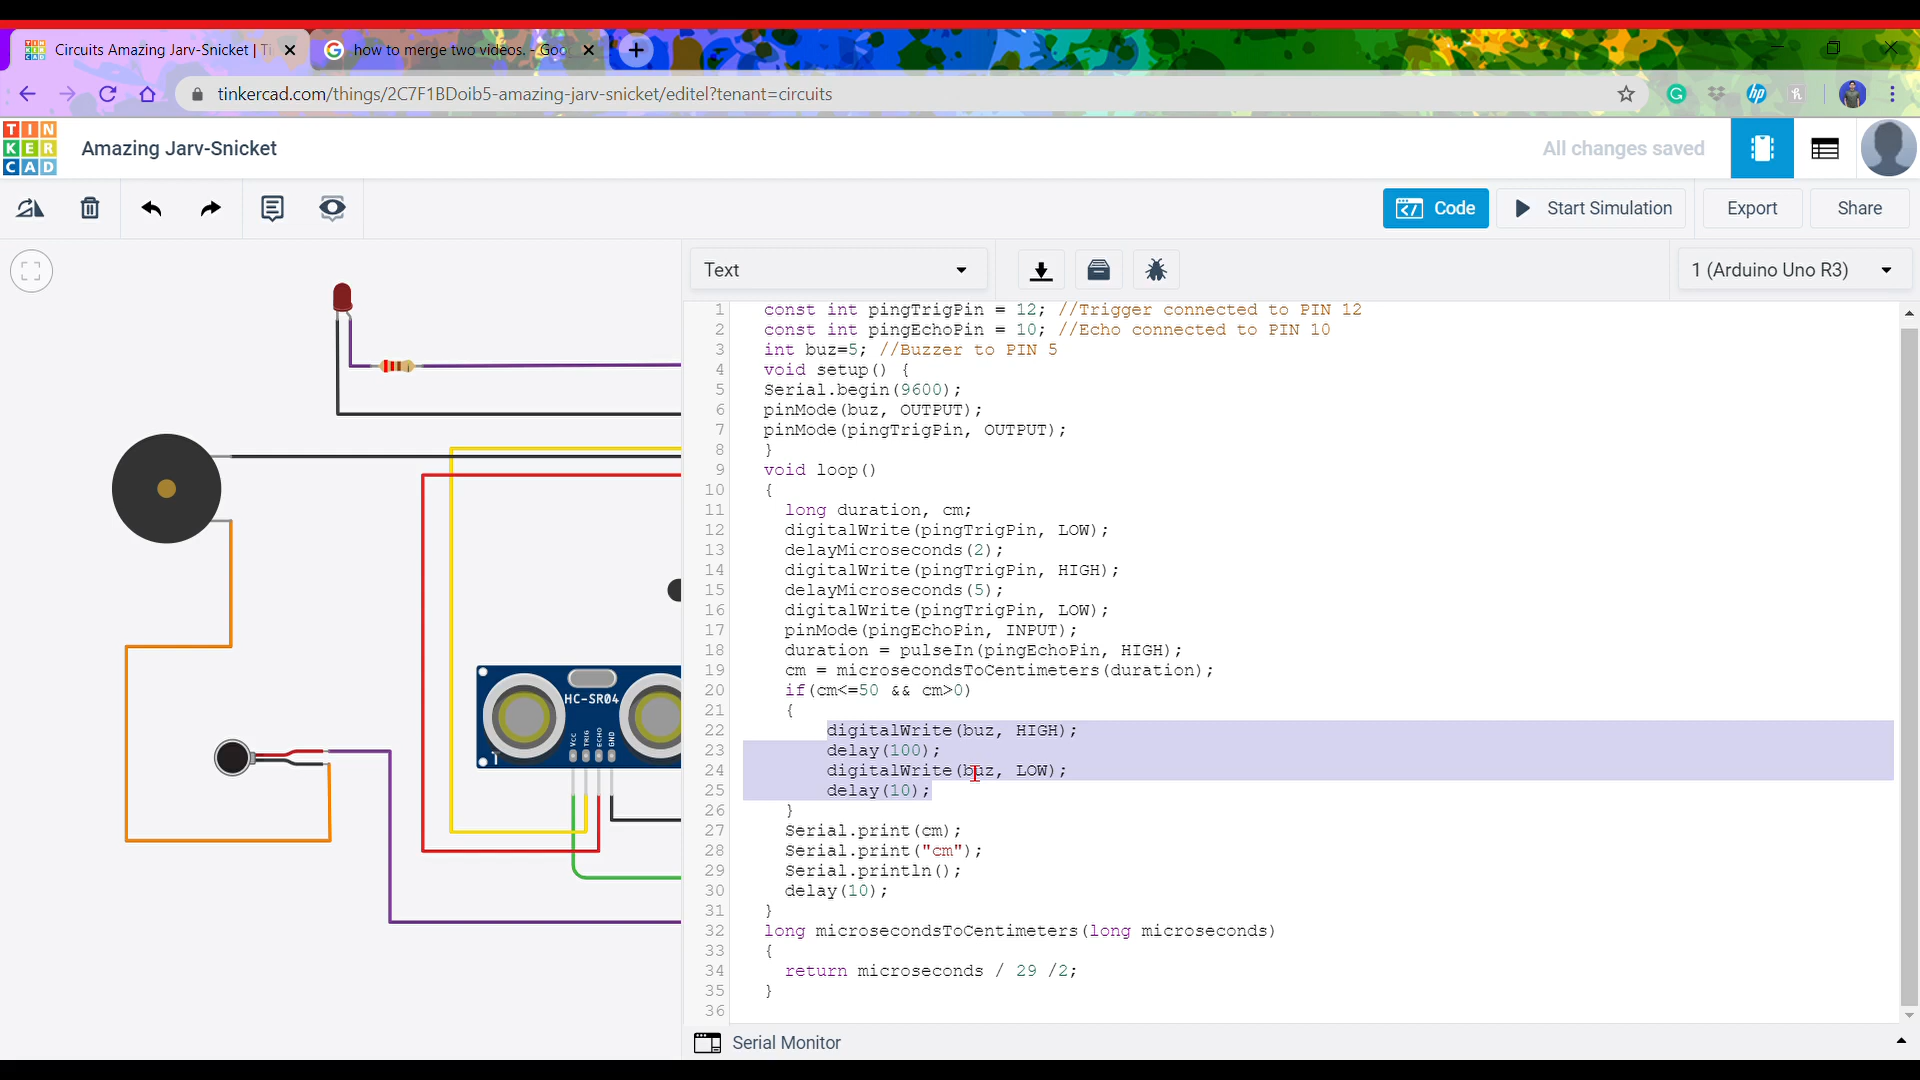 Circuits Amazing Jarv-Snicket | Ti
how to merge two videos. - Goo
tinkercad.com/things/2C7F1BDoib5-amazing-jarv-snicket/editel?tenant=circuits
TIN
KER
CAD
Amazing Jarv-Snicket
All changes saved
Code
Start Simulation
Export
Share
Text
1 (Arduino Uno R3)
1 const int pingTrigPin = 12; //Trigger connected to PIN 12
2 const int pingEchoPin = 10; //Echo connected to PIN 10
3 int buz=5; //Buzzer to PIN 5
4 void setup() {
5 Serial.begin(9600);
6 pinMode(buz, OUTPUT);
7 pinMode(pingTrigPin, OUTPUT);
8 }
9 void loop()
10 {
11 long duration, cm;
12 digitalWrite(pingTrigPin, LOW);
13 delayMicroseconds(2);
14 digitalWrite(pingTrigPin, HIGH);
15 delayMicroseconds(5);
16 digitalWrite(pingTrigPin, LOW);
17 pinMode(pingEchoPin, INPUT);
18 duration = pulseIn(pingEchoPin, HIGH);
19 cm = microsecondsToCentimeters(duration);
20 if(cm<=50 && cm>0)
21 {
22 digitalWrite(buz, HIGH);
23 delay(100);
24 digitalWrite(buz, LOW);
25 delay(10);
26 }
27 Serial.print(cm);
28 Serial.print("cm");
29 Serial.println();
30 delay(10);
31 }
32 long microsecondsToCentimeters(long microseconds)
33 {
34 return microseconds / 29 /2;
35 }
36
HC-SR04
VCC
TRIG
ECHO
GND
1
Serial Monitor
hp